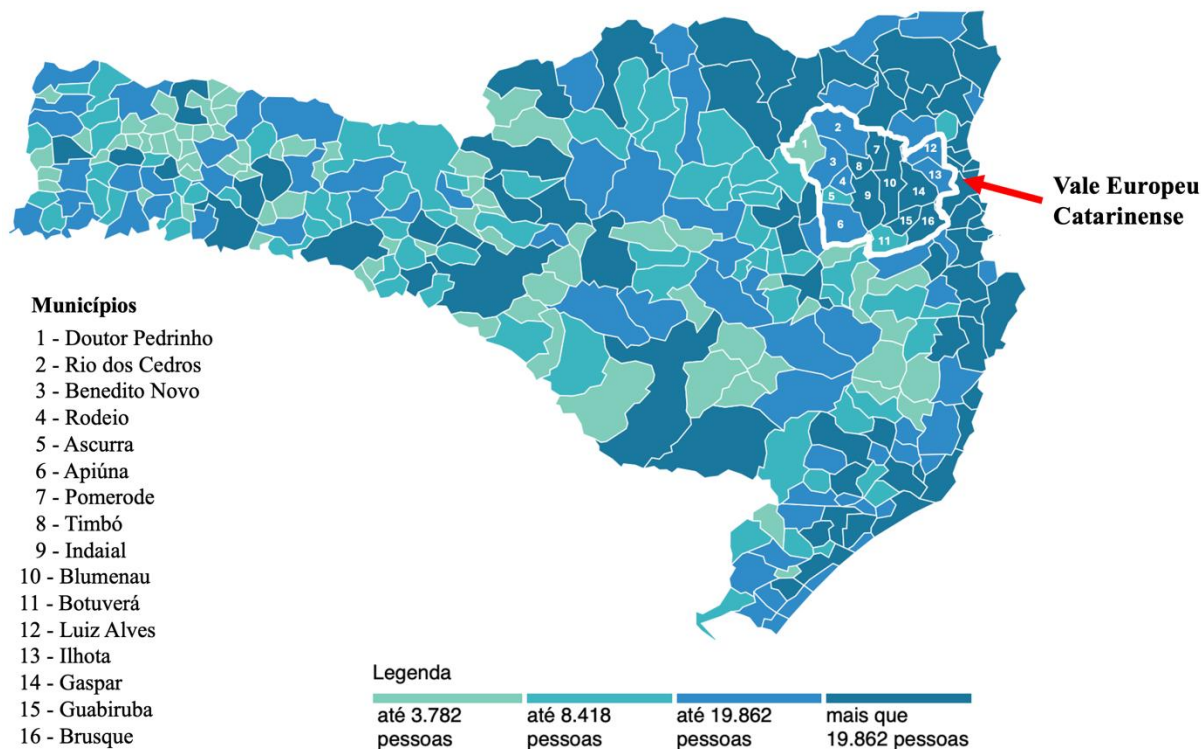 2
7
1
12
3
8
13
10
4
14
5
9
6
15
16
11
Vale Europeu
Catarinense
Municípios
1 - Doutor Pedrinho
2 - Rio dos Cedros
3 - Benedito Novo
4 - Rodeio
5 - Ascurra
6 - Apiúna
7 - Pomerode
8 - Timbó
9 - Indaial
10 - Blumenau
11 - Botuverá
12 - Luiz Alves
13 - Ilhota
14 - Gaspar
15 - Guabiruba
16 - Brusque
Legenda
até 3.782
pessoas
até 8.418
pessoas
até 19.862
pessoas
mais que
19.862 pessoas